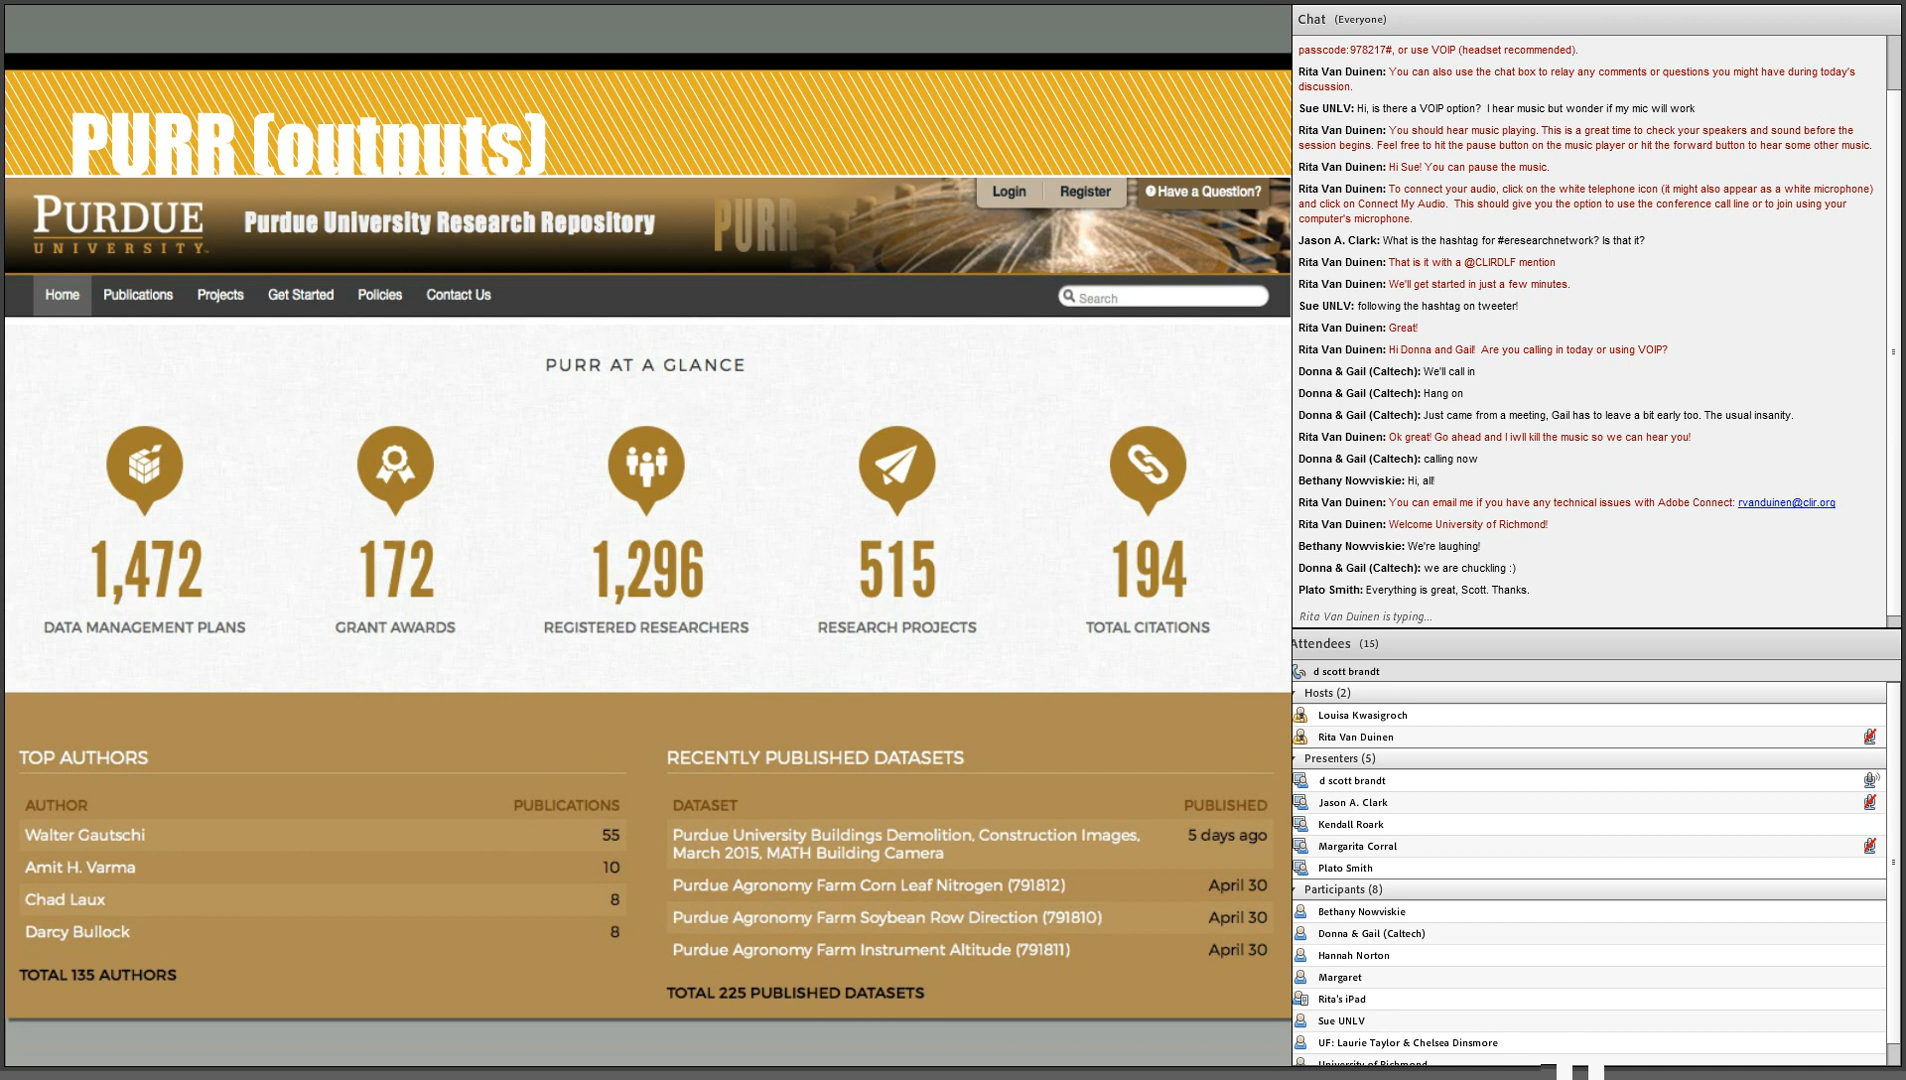 PURR (outputs)
PURDUE
UNIVERSITY
Purdue University Research Repository
PURR
Login
Register
Have a Question?
Home
Publications
Projects
Get Started
Policies
Contact Us
Search
PURR AT A GLANCE
1,472
DATA MANAGEMENT PLANS
172
GRANT AWARDS
1,296
REGISTERED RESEARCHERS
515
RESEARCH PROJECTS
194
TOTAL CITATIONS
TOP AUTHORS
AUTHOR PUBLICATIONS
Walter Gautschi 55
Amit H. Varma 10
Chad Laux 8
Darcy Bullock 8
TOTAL 135 AUTHORS
RECENTLY PUBLISHED DATASETS
DATASET PUBLISHED
Purdue University Buildings Demolition, Construction Images, 5 days ago
March 2015, MATH Building Camera
Purdue Agronomy Farm Corn Leaf Nitrogen (791812) April 30
Purdue Agronomy Farm Soybean Row Direction (791810) April 30
Purdue Agronomy Farm Instrument Altitude (791811) April 30
TOTAL 225 PUBLISHED DATASETS
Chat (Everyone)
passcode:978217#, or use VOIP (headset recommended).
Rita Van Duinen: You can also use the chat box to relay any comments or questions you might have during today's
discussion.
Sue UNLV: Hi, is there a VOIP option? I hear music but wonder if my mic will work
Rita Van Duinen: You should hear music playing. This is a great time to check your speakers and sound before the
session begins. Feel free to hit the pause button on the music player or hit the forward button to hear some other music.
Rita Van Duinen: Hi Sue! You can pause the music.
Rita Van Duinen: To connect your audio, click on the white telephone icon (it might also appear as a white microphone)
and click on Connect My Audio. This should give you the option to use the conference call line or to join using your
computer's microphone.
Jason A. Clark: What is the hashtag for #eresearchnetwork? Is that it?
Rita Van Duinen: That is it with a @CLIRDLF mention
Rita Van Duinen: We'll get started in just a few minutes.
Sue UNLV: following the hashtag on tweeter!
Rita Van Duinen: Great!
Rita Van Duinen: Hi Donna and Gail! Are you calling in today or using VOIP?
Donna & Gail (Caltech): We'll call in
Donna & Gail (Caltech): Hang on
Donna & Gail (Caltech): Just came from a meeting, Gail has to leave a bit early too. The usual insanity.
Rita Van Duinen: Ok great! Go ahead and I iwll kill the music so we can hear you!
Donna & Gail (Caltech): calling now
Bethany Nowviskie: Hi, all!
Rita Van Duinen: You can email me if you have any technical issues with Adobe Connect: rvanduinen@clir.org
Rita Van Duinen: Welcome University of Richmond!
Bethany Nowviskie: We're laughing!
Donna & Gail (Caltech): we are chuckling :)
Plato Smith: Everything is great, Scott. Thanks.
Rita Van Duinen is typing...
Attendees (15)
d scott brandt
Hosts (2)
Louisa Kwasigroch
Rita Van Duinen
Presenters (5)
d scott brandt
Jason A. Clark
Kendall Roark
Margarita Corral
Plato Smith
Participants (8)
Bethany Nowviskie
Donna & Gail (Caltech)
Hannah Norton
Margaret
Rita's iPad
Sue UNLV
UF: Laurie Taylor & Chelsea Dinsmore
University of Richmond